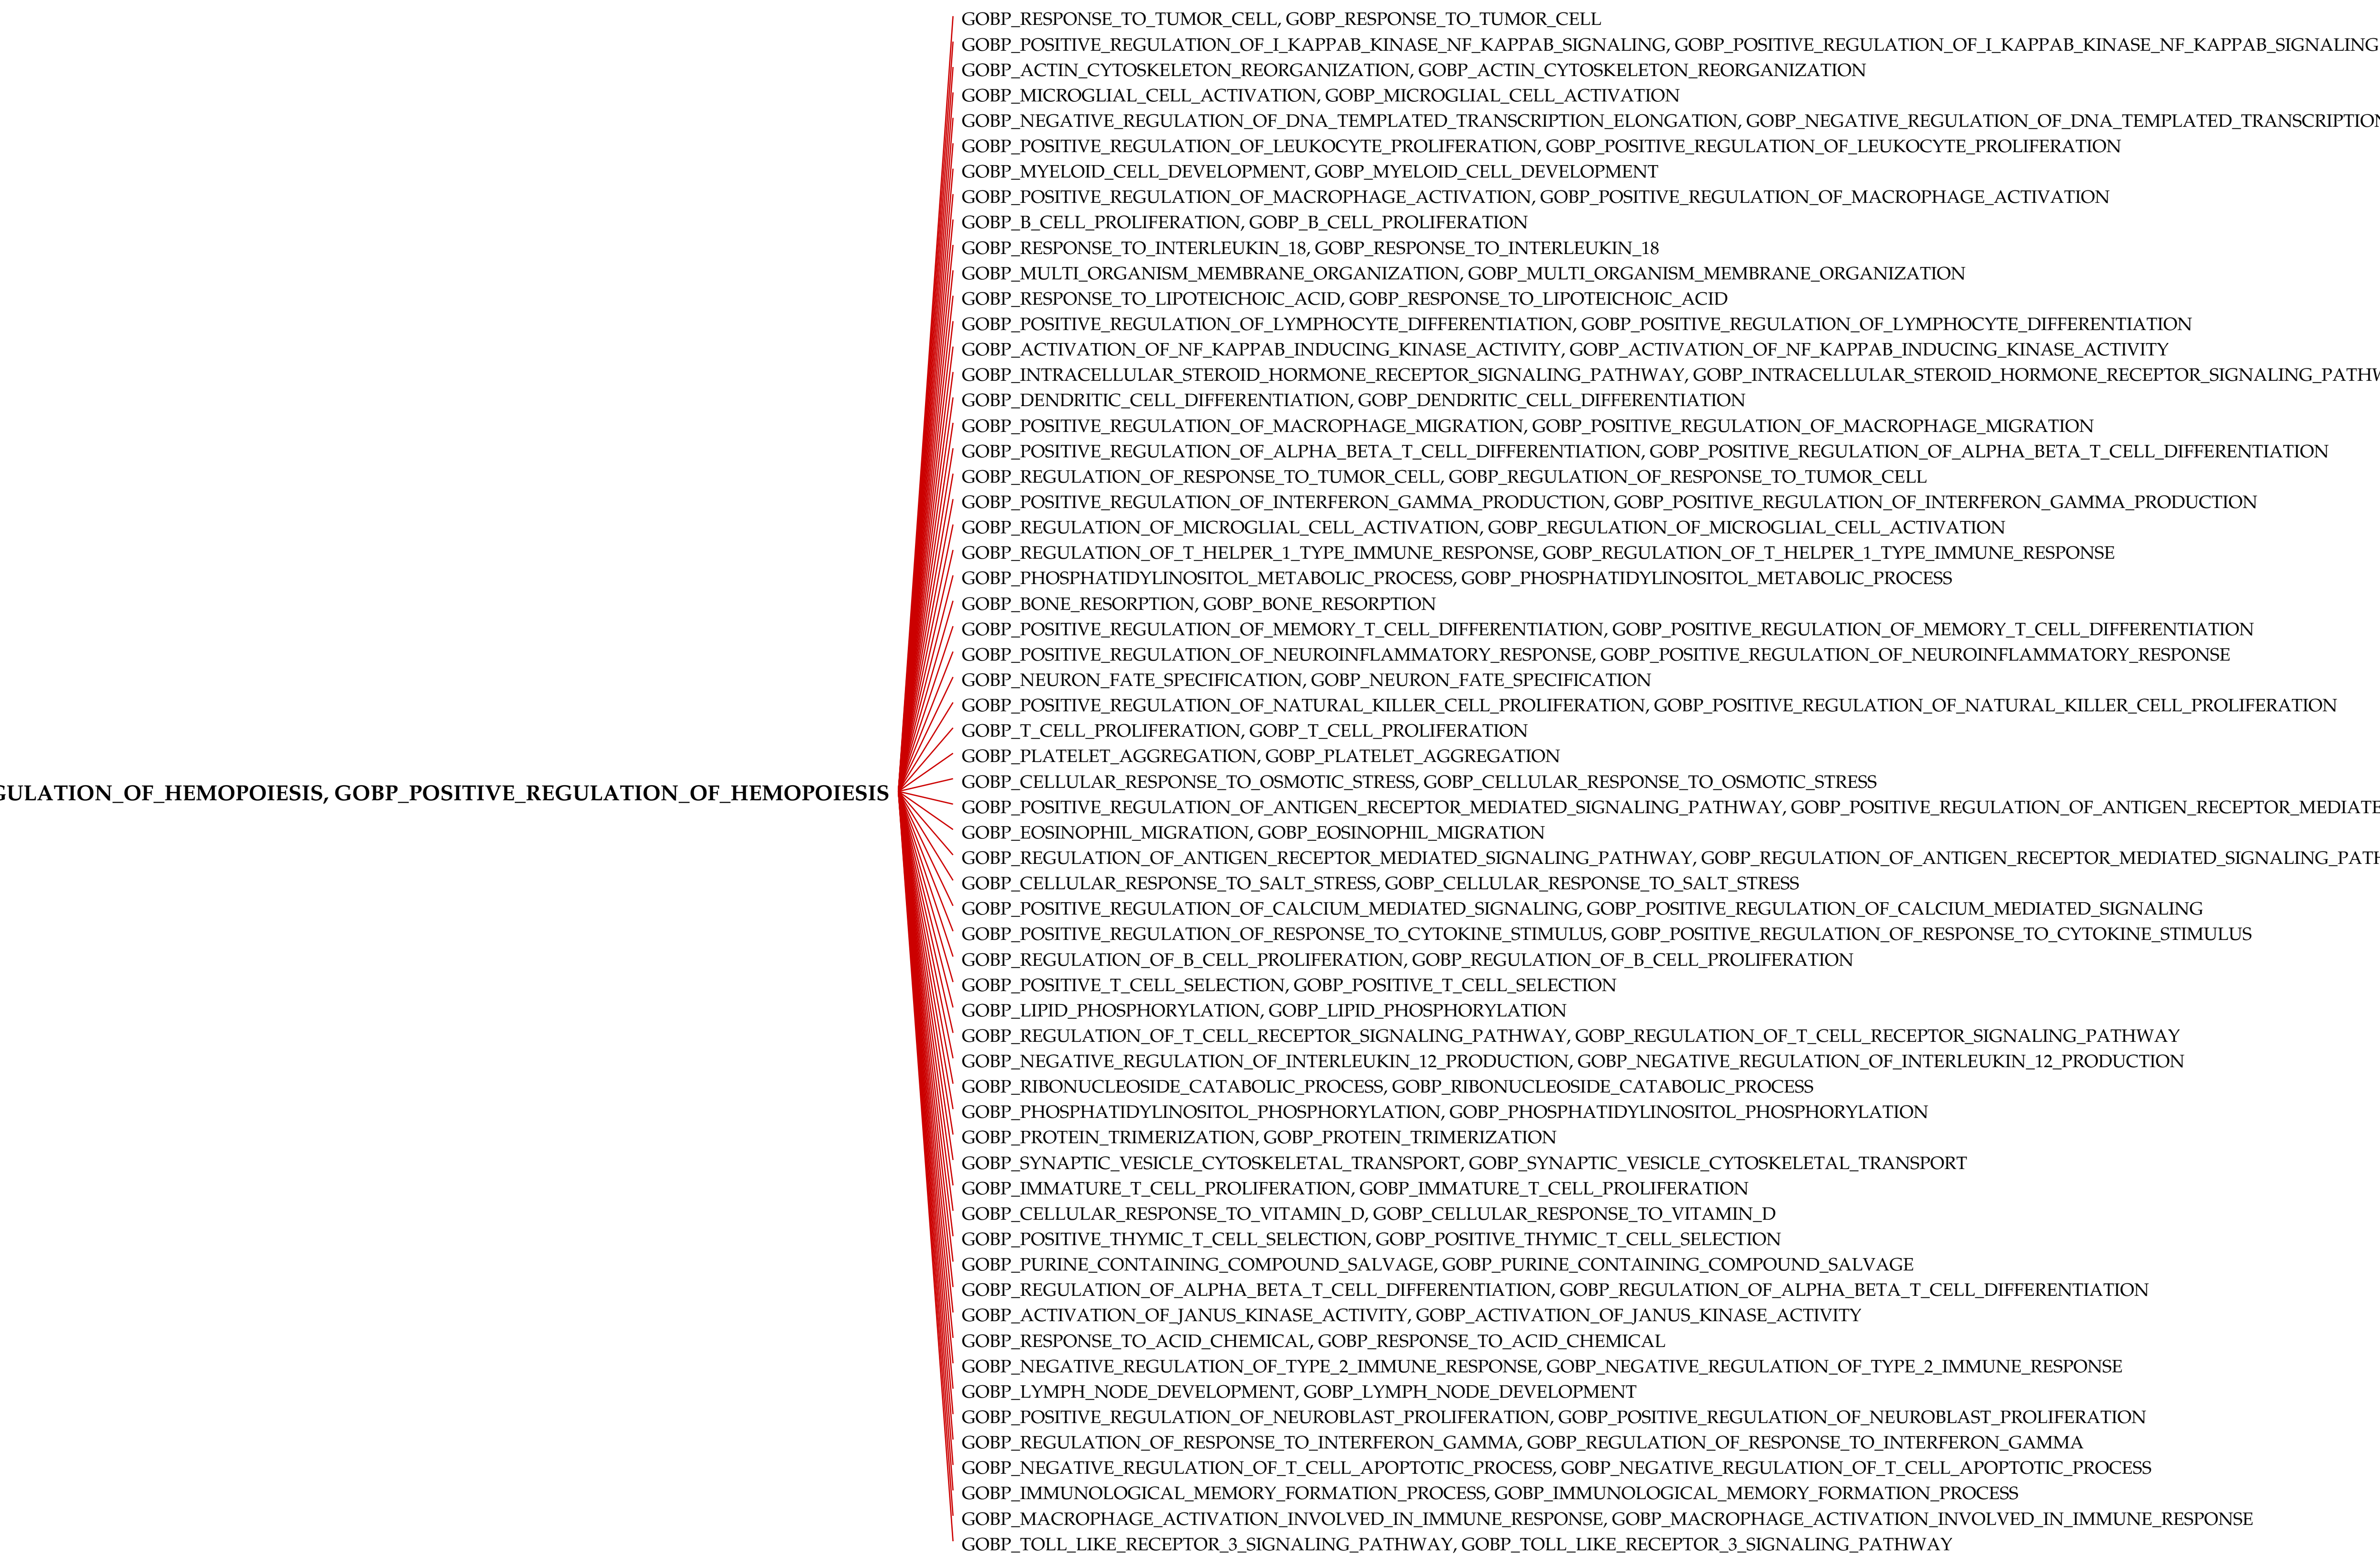 GOBP_RESPONSE_TO_TUMOR_CELL, GOBP_RESPONSE_TO_TUMOR_CELL
GOBP_POSITIVE_REGULATION_OF_I_KAPPAB_KINASE_NF_KAPPAB_SIGNALING, GOBP_POSITIVE_REGULATION_OF_I_KAPPAB_KINASE_NF_KAPPAB_SIGNALING
GOBP_ACTIN_CYTOSKELETON_REORGANIZATION, GOBP_ACTIN_CYTOSKELETON_REORGANIZATION
GOBP_MICROGLIAL_CELL_ACTIVATION, GOBP_MICROGLIAL_CELL_ACTIVATION
GOBP_NEGATIVE_REGULATION_OF_DNA_TEMPLATED_TRANSCRIPTION_ELONGATION, GOBP_NEGATIVE_REGULATION_OF_DNA_TEMPLATED_TRANSCRIPTION
GOBP_POSITIVE_REGULATION_OF_LEUKOCYTE_PROLIFERATION, GOBP_POSITIVE_REGULATION_OF_LEUKOCYTE_PROLIFERATION
GOBP_MYELOID_CELL_DEVELOPMENT, GOBP_MYELOID_CELL_DEVELOPMENT
GOBP_POSITIVE_REGULATION_OF_MACROPHAGE_ACTIVATION, GOBP_POSITIVE_REGULATION_OF_MACROPHAGE_ACTIVATION
GOBP_B_CELL_PROLIFERATION, GOBP_B_CELL_PROLIFERATION
GOBP_RESPONSE_TO_INTERLEUKIN_18, GOBP_RESPONSE_TO_INTERLEUKIN_18
GOBP_MULTI_ORGANISM_MEMBRANE_ORGANIZATION, GOBP_MULTI_ORGANISM_MEMBRANE_ORGANIZATION
GOBP_RESPONSE_TO_LIPOTEICHOIC_ACID, GOBP_RESPONSE_TO_LIPOTEICHOIC_ACID
GOBP_POSITIVE_REGULATION_OF_LYMPHOCYTE_DIFFERENTIATION, GOBP_POSITIVE_REGULATION_OF_LYMPHOCYTE_DIFFERENTIATION
GOBP_ACTIVATION_OF_NF_KAPPAB_INDUCING_KINASE_ACTIVITY, GOBP_ACTIVATION_OF_NF_KAPPAB_INDUCING_KINASE_ACTIVITY
GOBP_INTRACELLULAR_STEROID_HORMONE_RECEPTOR_SIGNALING_PATHWAY, GOBP_INTRACELLULAR_STEROID_HORMONE_RECEPTOR_SIGNALING_PATHW
GOBP_DENDRITIC_CELL_DIFFERENTIATION, GOBP_DENDRITIC_CELL_DIFFERENTIATION
GOBP_POSITIVE_REGULATION_OF_MACROPHAGE_MIGRATION, GOBP_POSITIVE_REGULATION_OF_MACROPHAGE_MIGRATION
GOBP_POSITIVE_REGULATION_OF_ALPHA_BETA_T_CELL_DIFFERENTIATION, GOBP_POSITIVE_REGULATION_OF_ALPHA_BETA_T_CELL_DIFFERENTIATION
GOBP_REGULATION_OF_RESPONSE_TO_TUMOR_CELL, GOBP_REGULATION_OF_RESPONSE_TO_TUMOR_CELL
GOBP_POSITIVE_REGULATION_OF_INTERFERON_GAMMA_PRODUCTION, GOBP_POSITIVE_REGULATION_OF_INTERFERON_GAMMA_PRODUCTION
GOBP_REGULATION_OF_MICROGLIAL_CELL_ACTIVATION, GOBP_REGULATION_OF_MICROGLIAL_CELL_ACTIVATION
GOBP_REGULATION_OF_T_HELPER_1_TYPE_IMMUNE_RESPONSE, GOBP_REGULATION_OF_T_HELPER_1_TYPE_IMMUNE_RESPONSE
GOBP_PHOSPHATIDYLINOSITOL_METABOLIC_PROCESS, GOBP_PHOSPHATIDYLINOSITOL_METABOLIC_PROCESS
GOBP_BONE_RESORPTION, GOBP_BONE_RESORPTION
GOBP_POSITIVE_REGULATION_OF_MEMORY_T_CELL_DIFFERENTIATION, GOBP_POSITIVE_REGULATION_OF_MEMORY_T_CELL_DIFFERENTIATION
GOBP_POSITIVE_REGULATION_OF_NEUROINFLAMMATORY_RESPONSE, GOBP_POSITIVE_REGULATION_OF_NEUROINFLAMMATORY_RESPONSE
GOBP_NEURON_FATE_SPECIFICATION, GOBP_NEURON_FATE_SPECIFICATION
GOBP_POSITIVE_REGULATION_OF_NATURAL_KILLER_CELL_PROLIFERATION, GOBP_POSITIVE_REGULATION_OF_NATURAL_KILLER_CELL_PROLIFERATION
GOBP_T_CELL_PROLIFERATION, GOBP_T_CELL_PROLIFERATION
GOBP_PLATELET_AGGREGATION, GOBP_PLATELET_AGGREGATION
GOBP_CELLULAR_RESPONSE_TO_OSMOTIC_STRESS, GOBP_CELLULAR_RESPONSE_TO_OSMOTIC_STRESS
GULATION_OF_HEMOPOIESIS, GOBP_POSITIVE_REGULATION_OF_HEMOPOIESIS
GOBP_POSITIVE_REGULATION_OF_ANTIGEN_RECEPTOR_MEDIATED_SIGNALING_PATHWAY, GOBP_POSITIVE_REGULATION_OF_ANTIGEN_RECEPTOR_MEDIATE
GOBP_EOSINOPHIL_MIGRATION, GOBP_EOSINOPHIL_MIGRATION
GOBP_REGULATION_OF_ANTIGEN_RECEPTOR_MEDIATED_SIGNALING_PATHWAY, GOBP_REGULATION_OF_ANTIGEN_RECEPTOR_MEDIATED_SIGNALING_PATH
GOBP_CELLULAR_RESPONSE_TO_SALT_STRESS, GOBP_CELLULAR_RESPONSE_TO_SALT_STRESS
GOBP_POSITIVE_REGULATION_OF_CALCIUM_MEDIATED_SIGNALING, GOBP_POSITIVE_REGULATION_OF_CALCIUM_MEDIATED_SIGNALING
GOBP_POSITIVE_REGULATION_OF_RESPONSE_TO_CYTOKINE_STIMULUS, GOBP_POSITIVE_REGULATION_OF_RESPONSE_TO_CYTOKINE_STIMULUS
GOBP_REGULATION_OF_B_CELL_PROLIFERATION, GOBP_REGULATION_OF_B_CELL_PROLIFERATION
GOBP_POSITIVE_T_CELL_SELECTION, GOBP_POSITIVE_T_CELL_SELECTION
GOBP_LIPID_PHOSPHORYLATION, GOBP_LIPID_PHOSPHORYLATION
GOBP_REGULATION_OF_T_CELL_RECEPTOR_SIGNALING_PATHWAY, GOBP_REGULATION_OF_T_CELL_RECEPTOR_SIGNALING_PATHWAY
GOBP_NEGATIVE_REGULATION_OF_INTERLEUKIN_12_PRODUCTION, GOBP_NEGATIVE_REGULATION_OF_INTERLEUKIN_12_PRODUCTION
GOBP_RIBONUCLEOSIDE_CATABOLIC_PROCESS, GOBP_RIBONUCLEOSIDE_CATABOLIC_PROCESS
GOBP_PHOSPHATIDYLINOSITOL_PHOSPHORYLATION, GOBP_PHOSPHATIDYLINOSITOL_PHOSPHORYLATION
GOBP_PROTEIN_TRIMERIZATION, GOBP_PROTEIN_TRIMERIZATION
GOBP_SYNAPTIC_VESICLE_CYTOSKELETAL_TRANSPORT, GOBP_SYNAPTIC_VESICLE_CYTOSKELETAL_TRANSPORT
GOBP_IMMATURE_T_CELL_PROLIFERATION, GOBP_IMMATURE_T_CELL_PROLIFERATION
GOBP_CELLULAR_RESPONSE_TO_VITAMIN_D, GOBP_CELLULAR_RESPONSE_TO_VITAMIN_D
GOBP_POSITIVE_THYMIC_T_CELL_SELECTION, GOBP_POSITIVE_THYMIC_T_CELL_SELECTION
GOBP_PURINE_CONTAINING_COMPOUND_SALVAGE, GOBP_PURINE_CONTAINING_COMPOUND_SALVAGE
GOBP_REGULATION_OF_ALPHA_BETA_T_CELL_DIFFERENTIATION, GOBP_REGULATION_OF_ALPHA_BETA_T_CELL_DIFFERENTIATION
GOBP_ACTIVATION_OF_JANUS_KINASE_ACTIVITY, GOBP_ACTIVATION_OF_JANUS_KINASE_ACTIVITY
GOBP_RESPONSE_TO_ACID_CHEMICAL, GOBP_RESPONSE_TO_ACID_CHEMICAL
GOBP_NEGATIVE_REGULATION_OF_TYPE_2_IMMUNE_RESPONSE, GOBP_NEGATIVE_REGULATION_OF_TYPE_2_IMMUNE_RESPONSE
GOBP_LYMPH_NODE_DEVELOPMENT, GOBP_LYMPH_NODE_DEVELOPMENT
GOBP_POSITIVE_REGULATION_OF_NEUROBLAST_PROLIFERATION, GOBP_POSITIVE_REGULATION_OF_NEUROBLAST_PROLIFERATION
GOBP_REGULATION_OF_RESPONSE_TO_INTERFERON_GAMMA, GOBP_REGULATION_OF_RESPONSE_TO_INTERFERON_GAMMA
GOBP_NEGATIVE_REGULATION_OF_T_CELL_APOPTOTIC_PROCESS, GOBP_NEGATIVE_REGULATION_OF_T_CELL_APOPTOTIC_PROCESS
GOBP_IMMUNOLOGICAL_MEMORY_FORMATION_PROCESS, GOBP_IMMUNOLOGICAL_MEMORY_FORMATION_PROCESS
GOBP_MACROPHAGE_ACTIVATION_INVOLVED_IN_IMMUNE_RESPONSE, GOBP_MACROPHAGE_ACTIVATION_INVOLVED_IN_IMMUNE_RESPONSE
GOBP_TOLL_LIKE_RECEPTOR_3_SIGNALING_PATHWAY, GOBP_TOLL_LIKE_RECEPTOR_3_SIGNALING_PATHWAY